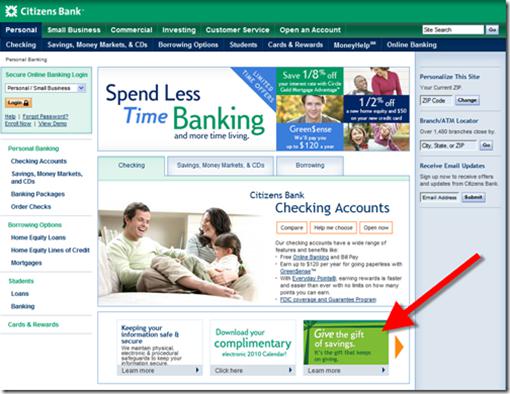 Citizens Bank
Personal Small Business Commercial Investing Customer Service Open an Account Site Search Go
Checking Savings, Money Markets, & CDs Borrowing Options Students Cards & Rewards MoneyHelp Online Banking
Personal Banking
Secure Online Banking Login
Personal / Small Business
Login
Help | Forgot Password?
Enroll Now | View Demo
Personal Banking
Checking Accounts
Savings, Money Markets,
and CDs
Banking Packages
Order Checks
Borrowing Options
Home Equity Loans
Home Equity Lines of Credit
Mortgages
Students
Loans
Banking
Cards & Rewards
Spend Less
Time Banking
and more time living.
LIMITED
TIME OFFERS
Save 1/8% off
your interest rate with Circle
Gold Mortgage Advantage
Green$ense
We'll pay you
up to $120 a year
1/2% off
a new home equity and $50
on your new credit card
Checking Savings, Money Markets, & CDs Borrowing
Citizens Bank
Checking Accounts
Compare Help me choose Open now
Our checking accounts have a wide range of
features and benefits like:
• Free Online Banking and Bill Pay
• Earn up to $120 per year for going paperless with
Green$ense™
• With Everyday Points®, earning rewards is faster
and easier than ever with no limits on how many
points you can earn.
• FDIC coverage and Guarantee Program
Keeping your
information safe &
secure
We maintain physical,
electronic, & procedural
safeguards to keep your
information secure.
Learn more
Download your
complimentary
electronic 2010 Calendar!
Click here
Give the gift
of savings.
It's the gift that keeps
on giving.
Learn more
Personalize This Site
Your Current ZIP.
ZIP Code Change
Branch/ATM Locator
Over 1,450 branches close by.
City, State, or ZIP Go
Receive Email Updates
Sign up now to receive offers
and updates from Citizens Bank.
Email Address Submit